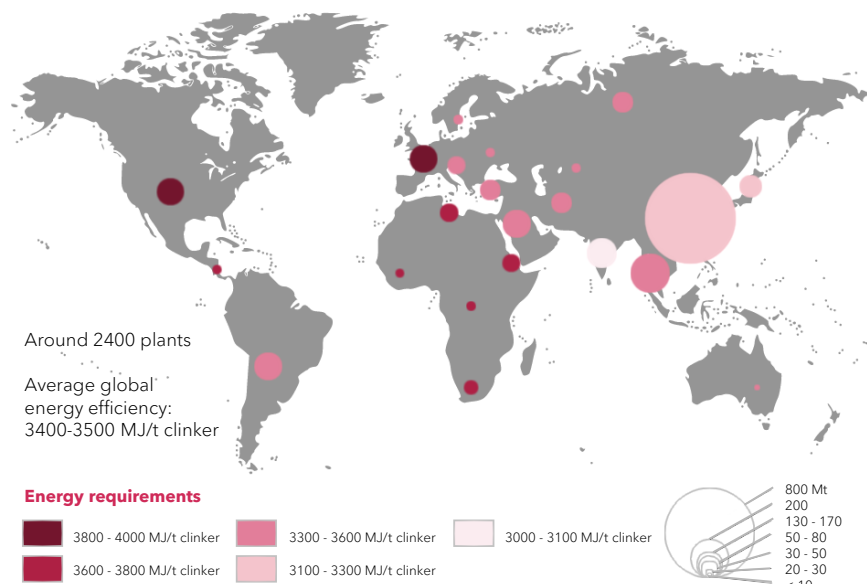 Around 2400 plants
Average global
energy efficiency:
3400-3500 MJ/t clinker
Energy requirements
3800 - 4000 MJ/t clinker
3300 - 3600 MJ/t clinker
3000 - 3100 MJ/t clinker
3600 - 3800 MJ/t clinker
3100 - 3300 MJ/t clinker
800 Mt
200
130 - 170
50 - 80
30 - 50
20 - 30